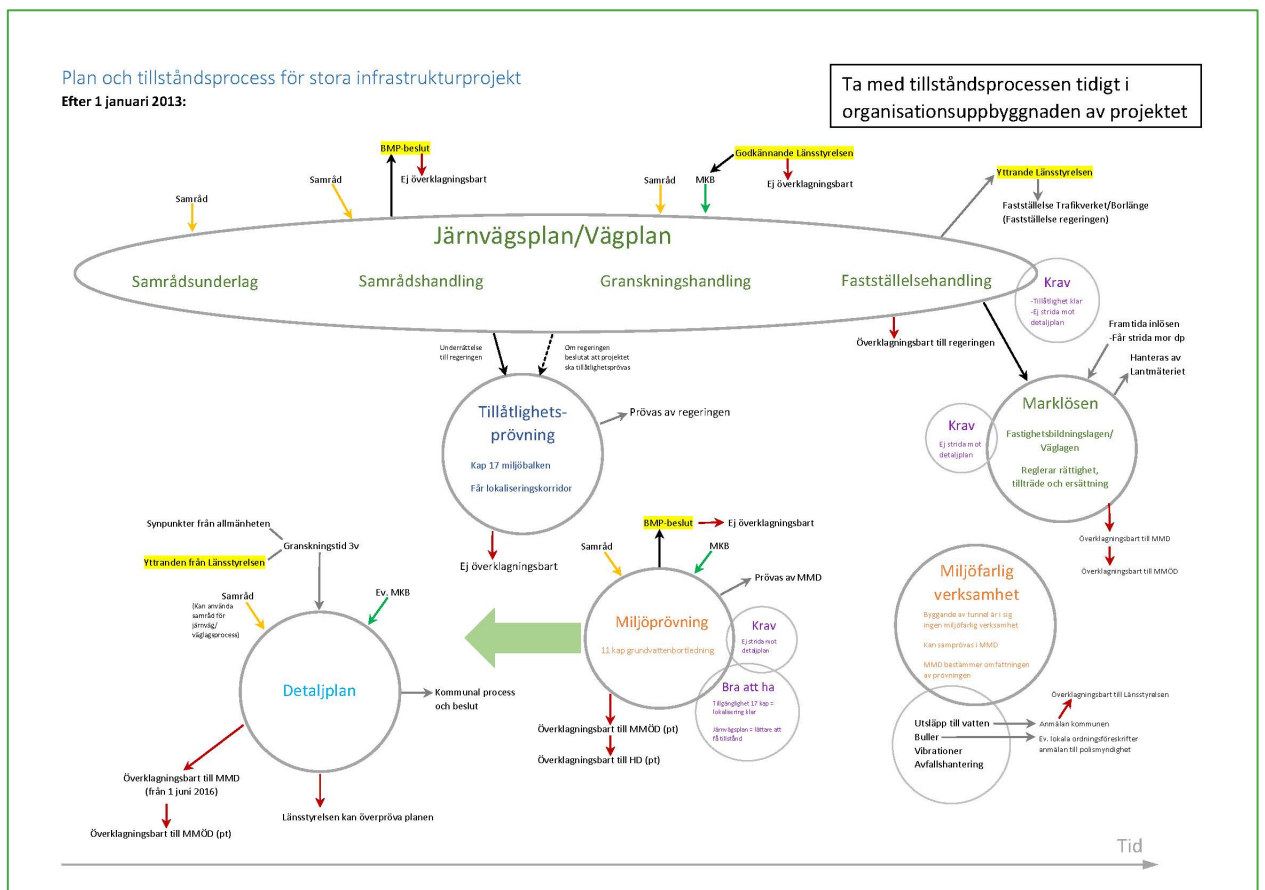 Plan och tillståndsprocess för stora infrastrukturprojekt
Efter 1 januari 2013:
Ta med tillståndsprocessen tidigt i
organisationsuppbyggnaden av projektet
BMP-beslut
Ej överklagningsbart
Godkännande Länsstyrelsen
Ej överklagningsbart
Samråd
Samråd
Samråd
MKB
Yttrande Länsstyrelsen
Fastställelse Trafikverket/Borlänge
(Fastställelse regeringen)
Järnvägsplan/Vägplan
Samrådsunderlag
Samrådshandling
Granskningshandling
Fastställelsehandling
Krav
-Tillåtlighet klar
-Ej strida mot
detaljplan
Underrättelse
till regeringen
Om regeringen
beslutat att projektet
ska tillåtlighetsprövas
Överklagningsbart till regeringen
Framtida inlösen
-Får strida mor dp
Hanteras av
Lantmäteriet
Tillåtlighets-
prövning
Kap 17 miljöbalken
Får lokaliseringskorridor
Prövas av regeringen
Ej överklagningsbart
Krav
Ej strida mot
detaljplan
Marklösen
Fastighetsbildningslagen/
Väglagen
Reglerar rättighet,
tillträde och ersättning
Överklagningsbart till MMD
Överklagningsbart till MMÖD
Synpunkter från allmänheten
Granskningstid 3v
Yttranden från Länsstyrelsen
Samråd
(Kan använda
samråd för
järnväg/
väglagsprocess)
Ev. MKB
Detaljplan
Kommunal process
och beslut
Överklagningsbart till MMD
(från 1 juni 2016)
Överklagningsbart till MMÖD (pt)
Länsstyrelsen kan överpröva planen
BMP-beslut
Ej överklagningsbart
Samråd
MKB
Prövas av MMD
Miljöprövning
11 kap grundvattenbortledning
Krav
Ej strida mot
detaljplan
Bra att ha
Tillgänglighet 17 kap =
lokalisering klar
Järnvägsplan = lättare att
få tillstånd
Överklagningsbart till MMÖD (pt)
Överklagningsbart till HD (pt)
Miljöfarlig
verksamhet
Byggande av tunnel är i sig
ingen miljöfarlig verksamhet
Kan samprövas i MMD
MMD bestämmer omfattningen
av prövningen
Utsläpp till vatten
Buller
Vibrationer
Avfallshantering
Överklagningsbart till Länsstyrelsen
Anmälan kommunen
Ev. lokala ordningsföreskrifter
anmälan till polismyndighet
Tid